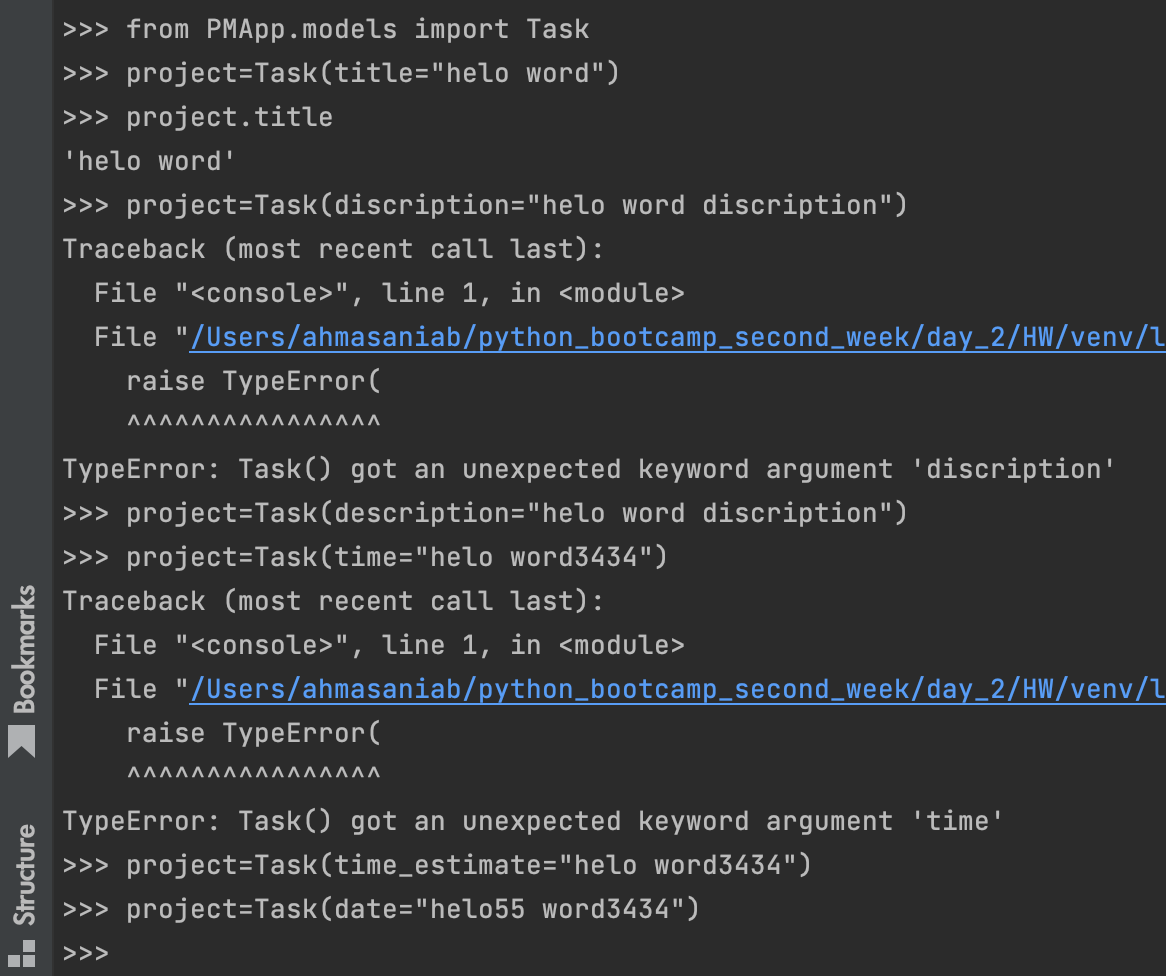 >>> from PMApp.models import Task
>>> project=Task(title="helo word")
>>> project.title
'helo word'
>>> project=Task(discription="helo word discription")
Traceback (most recent call last):
  File "<console>", line 1, in <module>
  File "/Users/ahmasaniab/python_bootcamp_second_week/day_2/HW/venv/l
    raise TypeError(
    ^^^^^^^^^^^^^^^^
TypeError: Task() got an unexpected keyword argument 'discription'
>>> project=Task(description="helo word discription")
>>> project=Task(time="helo word3434")
Traceback (most recent call last):
  File "<console>", line 1, in <module>
  File "/Users/ahmasaniab/python_bootcamp_second_week/day_2/HW/venv/l
    raise TypeError(
    ^^^^^^^^^^^^^^^^
TypeError: Task() got an unexpected keyword argument 'time'
>>> project=Task(time_estimate="helo word3434")
>>> project=Task(date="helo55 word3434")
>>>
Bookmarks
Structure